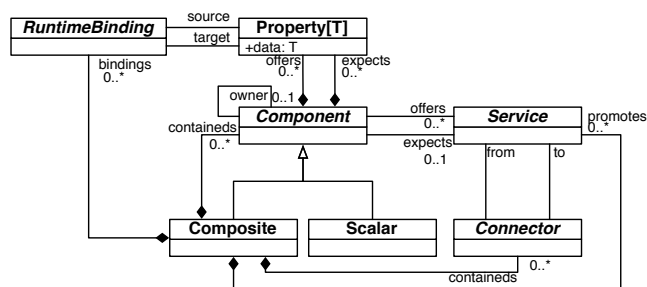 RuntimeBinding
source
target
Property[T]
+data: T
bindings
0..*
offers
0..*
expects
0..*
owner
0..1
Component
containeds
0..*
offers
0..*
expects
0..1
Service
promotes
0..*
from
to
Composite
Scalar
Connector
containeds
0..*